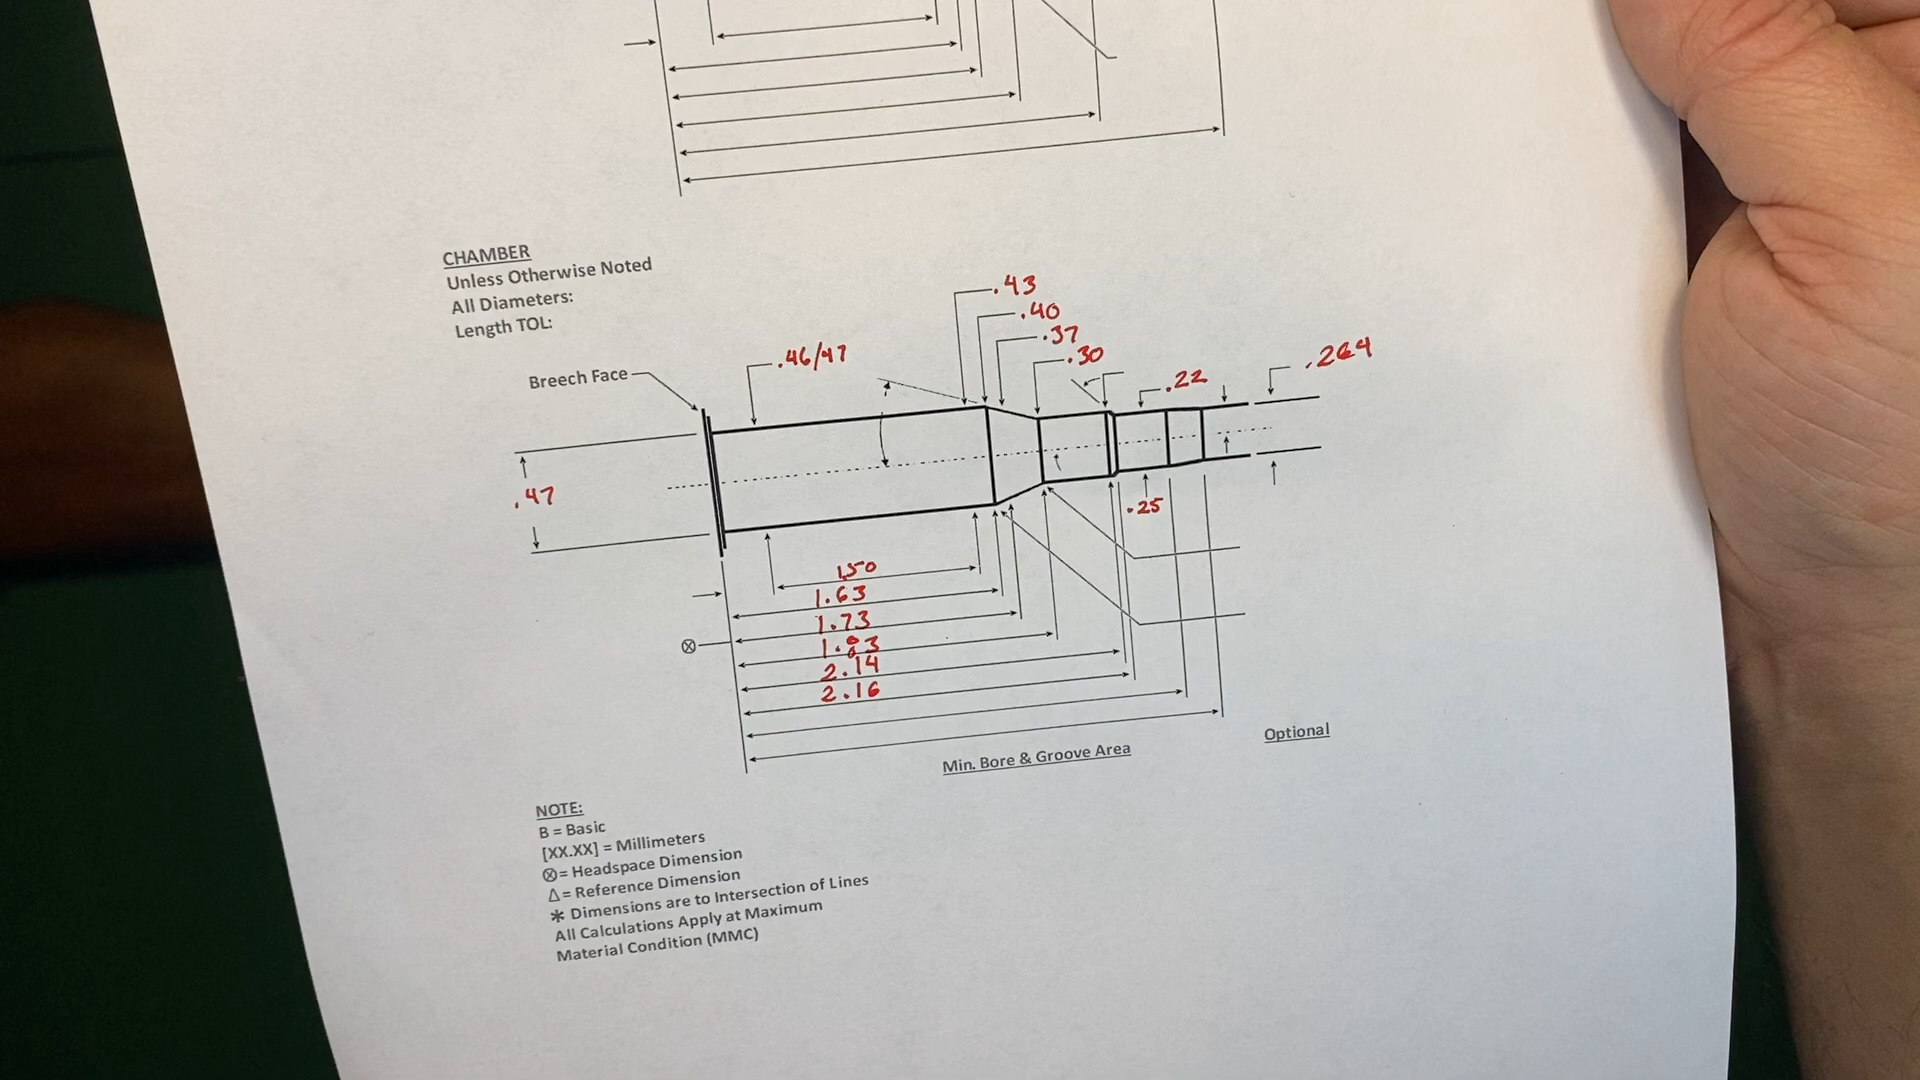 CHAMBER
Unless Otherwise Noted
All Diameters:
Length TOL:
.43
.40
.37
.30
.46/47
.22
.264
Breech Face
.47
.25
1.50
1.63
1.73
1.83
2.14
2.16
Min. Bore & Groove Area
Optional
NOTE:
B = Basic
[XX.XX] = Millimeters
⊗= Headspace Dimension
Δ= Reference Dimension
* Dimensions are to Intersection of Lines
All Calculations Apply at Maximum
Material Condition (MMC)